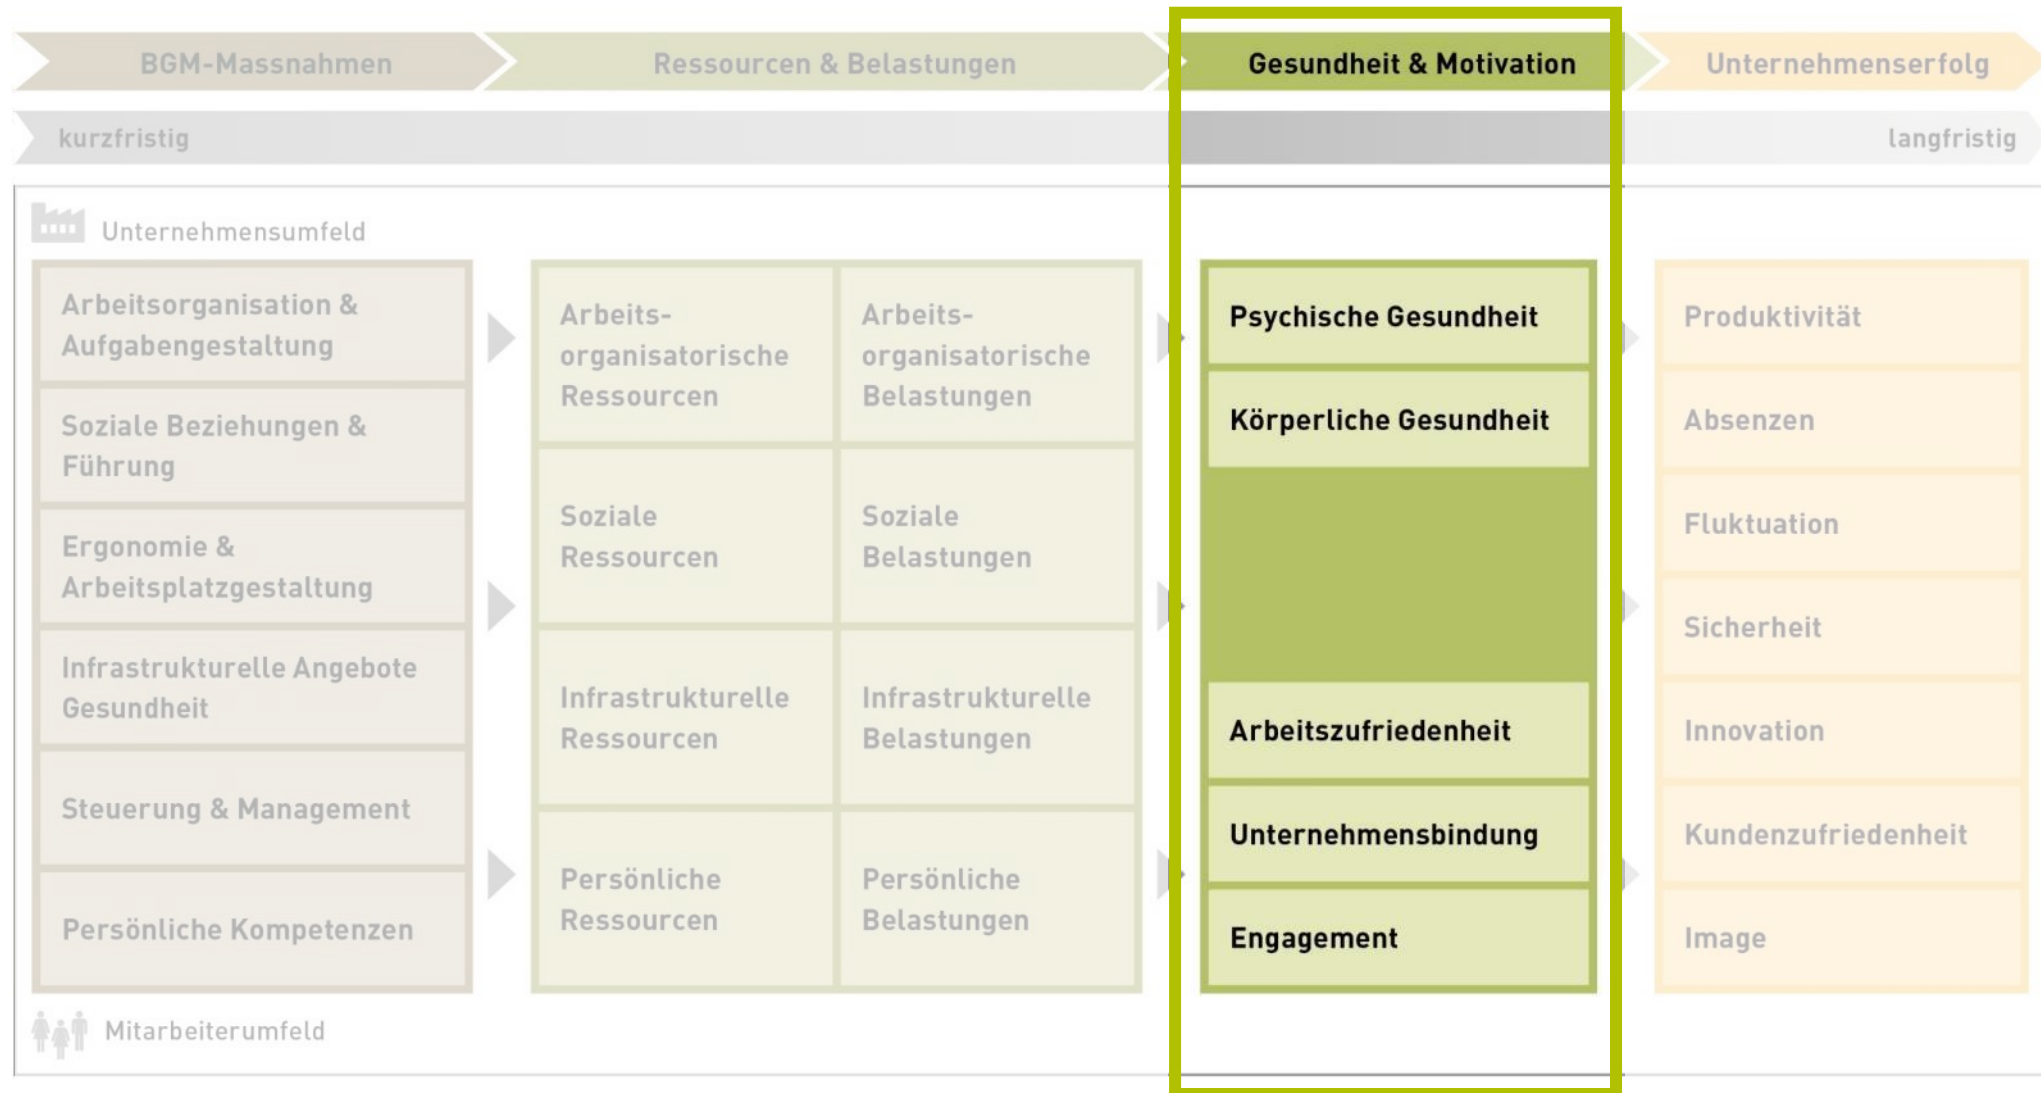 BGM-Massnahmen
Ressourcen & Belastungen
Gesundheit & Motivation
Unternehmenserfolg
kurzfristig
langfristig
Unternehmensumfeld
Arbeitsorganisation &
Aufgabengestaltung
Soziale Beziehungen &
Führung
Ergonomie &
Arbeitsplatzgestaltung
Infrastrukturelle Angebote
Gesundheit
Steuerung & Management
Persönliche Kompetenzen
Arbeits-
organisatorische
Ressourcen
Arbeits-
organisatorische
Belastungen
Soziale
Ressourcen
Soziale
Belastungen
Infrastrukturelle
Ressourcen
Infrastrukturelle
Belastungen
Persönliche
Ressourcen
Persönliche
Belastungen
Psychische Gesundheit
Körperliche Gesundheit
Arbeitszufriedenheit
Unternehmensbindung
Engagement
Produktivität
Absenzen
Fluktuation
Sicherheit
Innovation
Kundenzufriedenheit
Image
Mitarbeiterumfeld